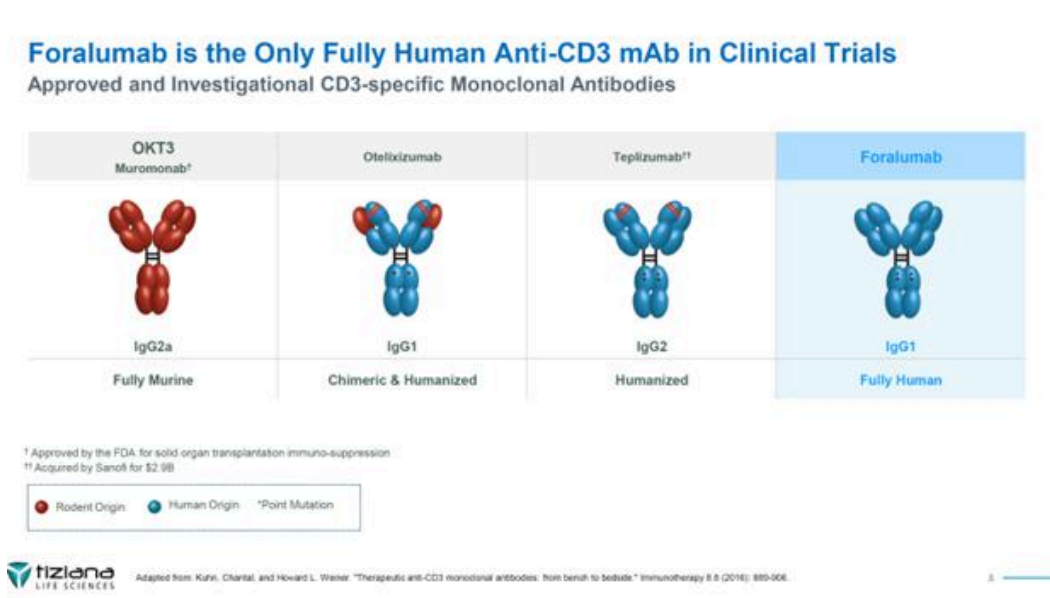 Foralumab is the Only Fully Human Anti-CD3 mAb in Clinical Trials
Approved and Investigational CD3-specific Monoclonal Antibodies
OKT3
Muromonab†
Otelixizumab
Teplizumab††
Foralumab
IgG2a
IgG1
IgG2
IgG1
Fully Murine
Chimeric & Humanized
Humanized
Fully Human
† Approved by the FDA for solid organ transplantation immuno-suppression
†† Acquired by Sanofi for $2.9B
Rodent Origin
Human Origin
*Point Mutation
tiziana
LIFE SCIENCES
Adapted from: Kuhn, Chantal, and Howard L. Weiner. "Therapeutic anti-CD3 monoclonal antibodies: from bench to bedside." Immunotherapy 8.8 (2016): 889-906.